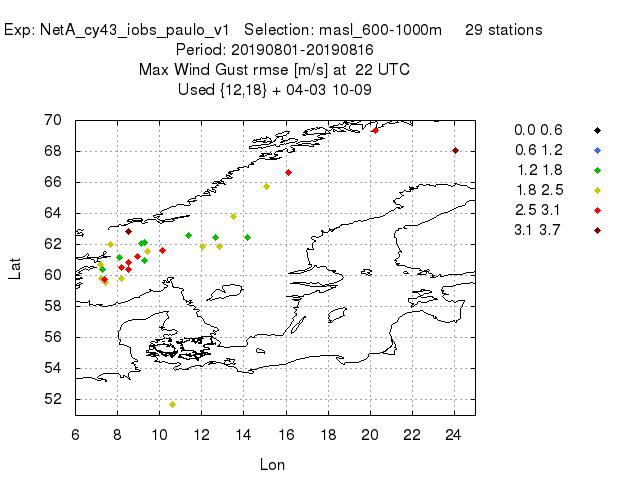 Exp: NetA_cy43_iobs_paulo_v1   Selection: masl_600-1000m     29 stations
Period: 20190801-20190816
Max Wind Gust rmse [m/s] at  22 UTC
Used {12,18} + 04-03 10-09
70
68
66
64
62
60
58
56
54
52
Lat
6 8 10 12 14 16 18 20 22 24
Lon
0.0 0.6
0.6 1.2
1.2 1.8
1.8 2.5
2.5 3.1
3.1 3.7